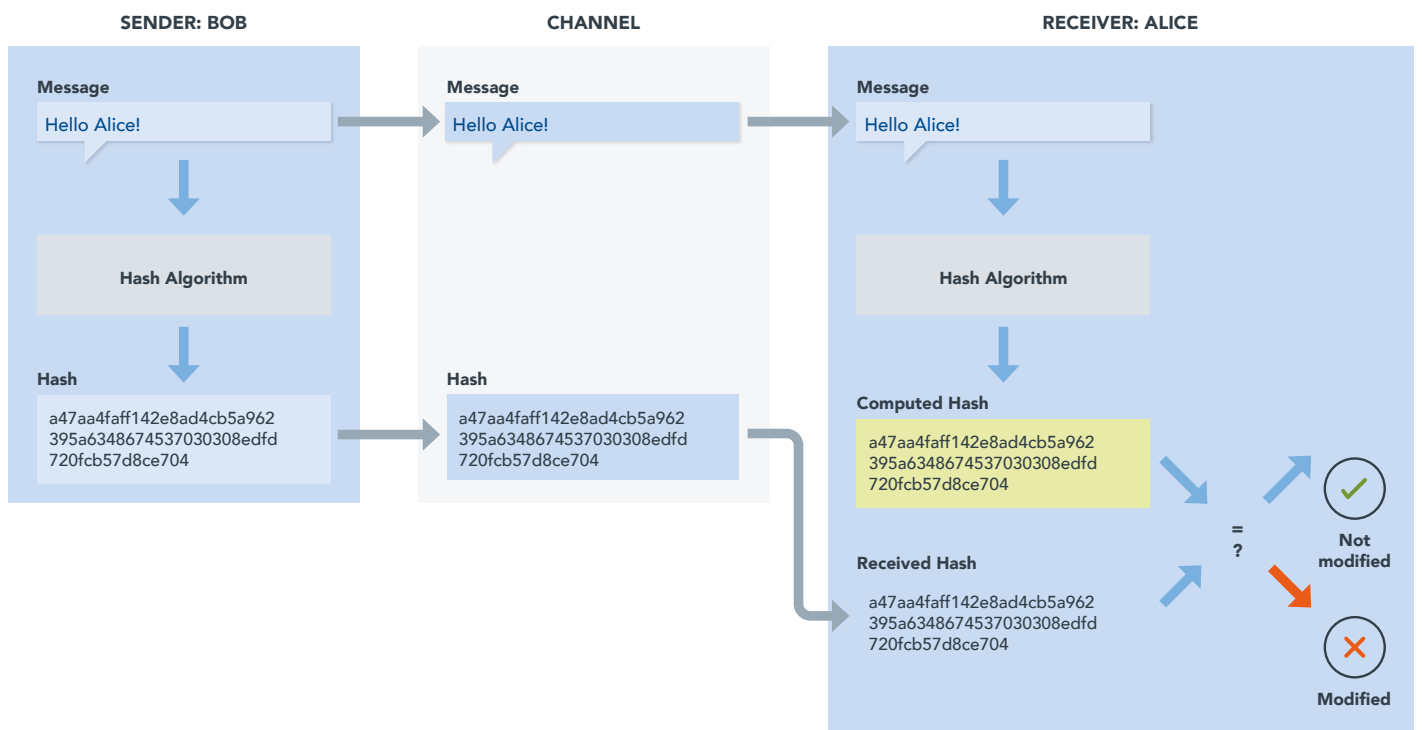 SENDER: BOB
Message
Hello Alice!
Hash Algorithm
Hash
a47aa4faff142e8ad4cb5a962
395a6348674537030308edfd
720fcb57d8ce704
CHANNEL
Message
Hello Alice!
Hash
a47aa4faff142e8ad4cb5a962
395a6348674537030308edfd
720fcb57d8ce704
RECEIVER: ALICE
Message
Hello Alice!
Hash Algorithm
Computed Hash
a47aa4faff142e8ad4cb5a962
395a6348674537030308edfd
720fcb57d8ce704
Received Hash
a47aa4faff142e8ad4cb5a962
395a6348674537030308edfd
720fcb57d8ce704
=
?
Not
modified
Modified